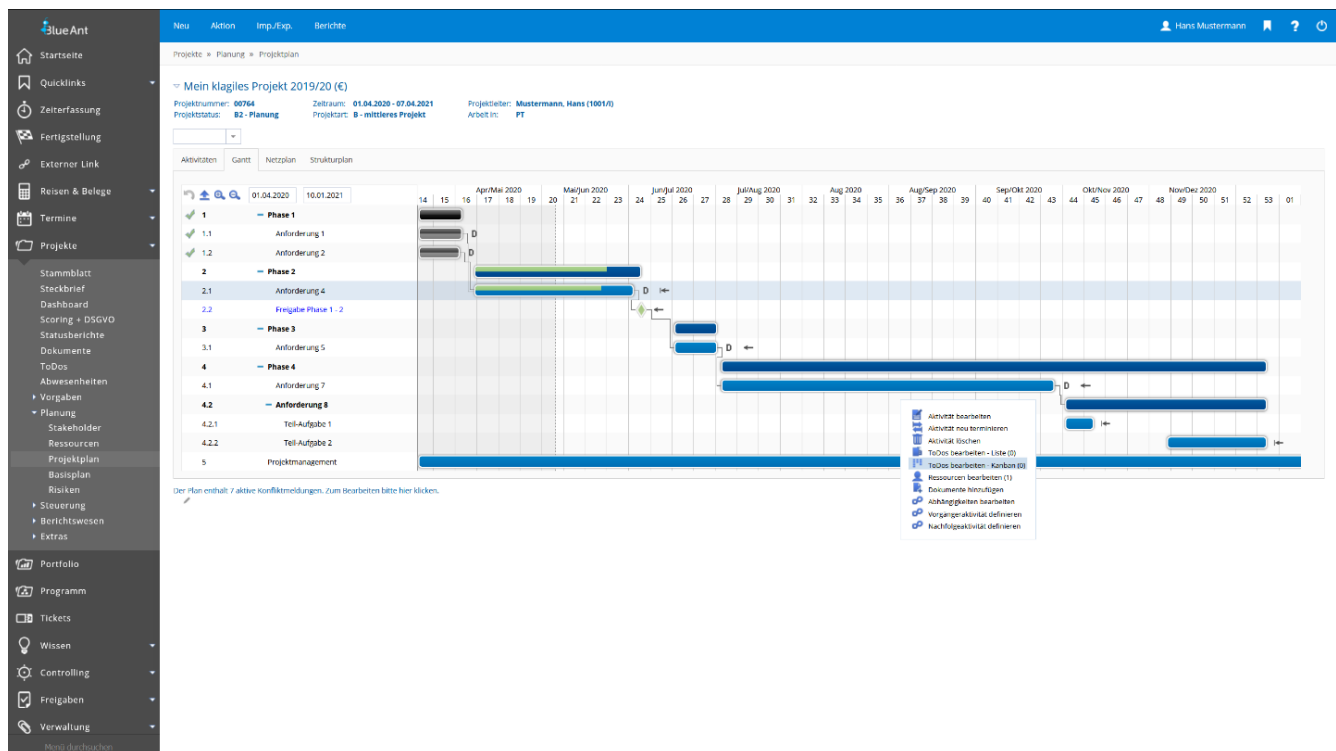 BlueAnt
Neu Aktion Imp./Exp. Berichte
Hans Mustermann ?
Startseite
Quicklinks
Zeiterfassung
Fertigstellung
Externer Link
Reisen & Belege
Termine
Projekte
Stammblatt
Steckbrief
Dashboard
Scoring + DSGVO
Statusberichte
Dokumente
ToDos
Abwesenheiten
Vorgaben
Planung
Stakeholder
Ressourcen
Projektplan
Basisplan
Risiken
Steuerung
Berichtswesen
Extras
Portfolio
Programm
Tickets
Wissen
Controlling
Freigaben
Verwaltung
Menü durchsuchen
Projekte » Planung » Projektplan
Mein klagiles Projekt 2019/20 (€)
Projektnummer: 00764 Zeitraum: 01.04.2020 - 07.04.2021 Projektleiter: Mustermann, Hans (1001/I)
Projektstatus: B2 - Planung Projektart: B - mittleres Projekt Arbeit in: PT
Aktivitäten Gantt Netzplan Strukturplan
01.04.2020 10.01.2021
Apr/Mai 2020 Mai/Jun 2020 Jun/Jul 2020 Jul/Aug 2020 Aug 2020 Aug/Sep 2020 Sep/Okt 2020 Okt/Nov 2020 Nov/Dez 2020
14 15 16 17 18 19 20 21 22 23 24 25 26 27 28 29 30 31 32 33 34 35 36 37 38 39 40 41 42 43 44 45 46 47 48 49 50 51 52 53 01
1 Phase 1
1.1 Anforderung 1 D
1.2 Anforderung 2 D
2 Phase 2
2.1 Anforderung 4 D
2.2 Freigabe Phase 1 - 2
3 Phase 3
3.1 Anforderung 5 D
4 Phase 4
4.1 Anforderung 7 D
4.2 Anforderung 8
4.2.1 Teil-Aufgabe 1
4.2.2 Teil-Aufgabe 2
5 Projektmanagement
Aktivität bearbeiten
Aktivität neu terminieren
Aktivität löschen
ToDos bearbeiten - Liste (0)
ToDos bearbeiten - Kanban (0)
Ressourcen bearbeiten (1)
Dokumente hinzufügen
Abhängigkeiten bearbeiten
Vorgängeraktivität definieren
Nachfolgeaktivität definieren
Der Plan enthält 7 aktive Konfliktmeldungen. Zum Bearbeiten bitte hier klicken.